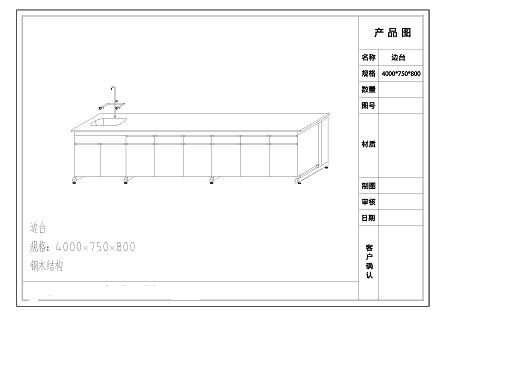 产品图
名称 边台
规格 4000*750*800
数量
图号
材质
制图
审核
日期
客户确认
边台
规格：4000×750×800
钢木结构